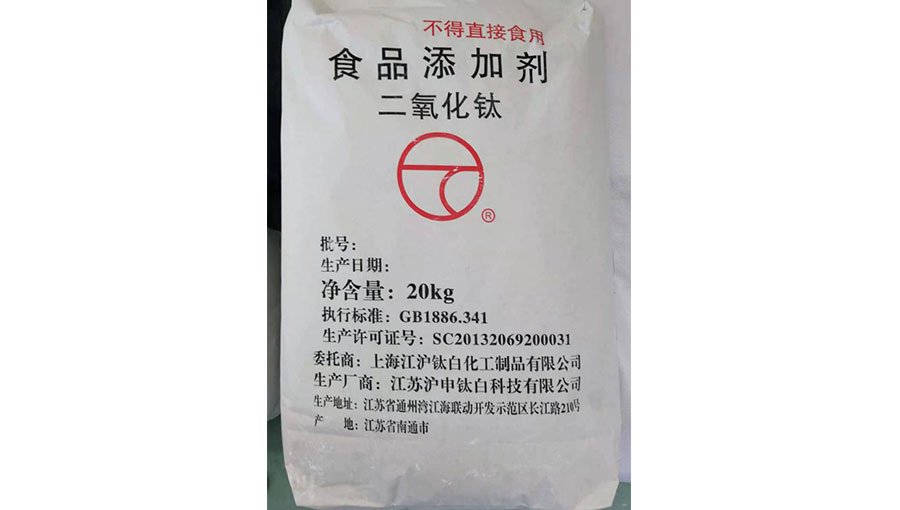 不得直接食用
食品添加剂
二氧化钛
®
批号：
生产日期：
净含量：20kg
执行标准：GB1886.341
生产许可证号：SC20132069200031
委托商：上海江沪钛白化工制品有限公司
生产厂商：江苏沪申钛白科技有限公司
生产地址：江苏省通州湾江海联动开发示范区长江路210号
产 地：江苏省南通市